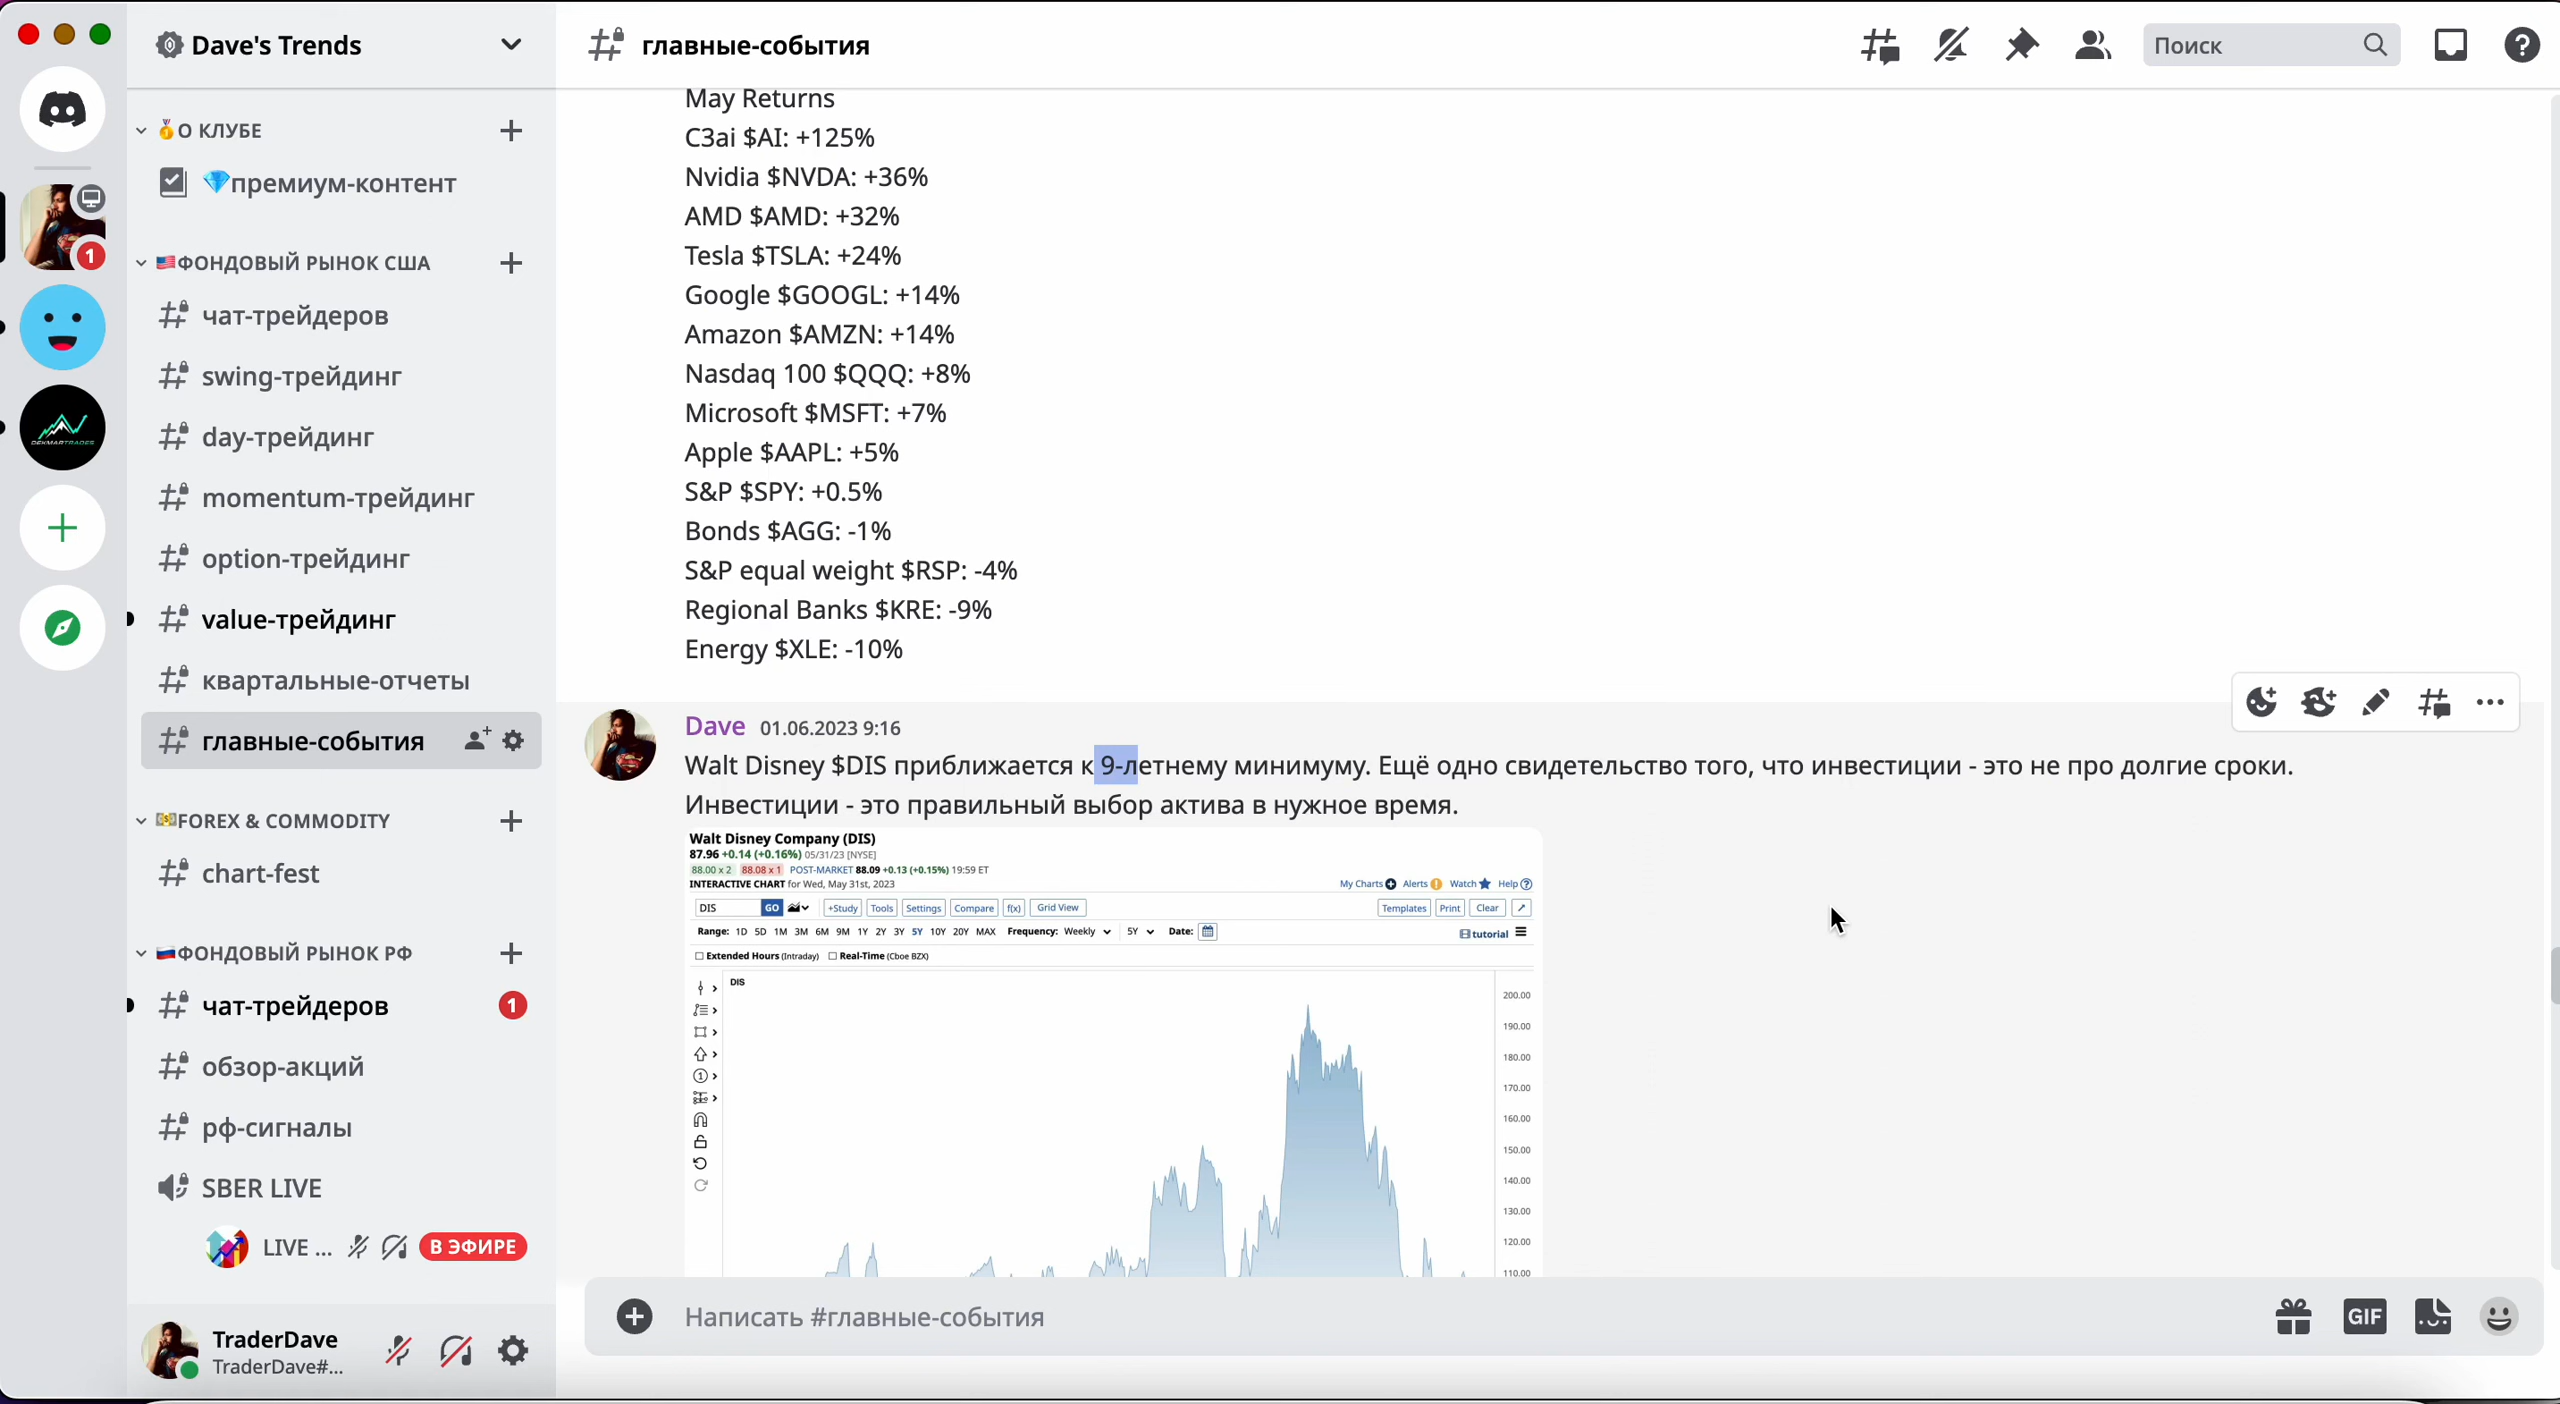 Dave's Trends
О КЛУБЕ
премиум-контент
ФОНДОВЫЙ РЫНОК США
чат-трейдеров
swing-трейдинг
day-трейдинг
momentum-трейдинг
option-трейдинг
value-трейдинг
квартальные-отчеты
главные-события
FOREX & COMMODITY
chart-fest
ФОНДОВЫЙ РЫНОК РФ
чат-трейдеров 1
обзор-акций
рф-сигналы
SBER LIVE
LIVE ... В ЭФИРЕ
TraderDave
TraderDave#...
1
DEKMARTRADES
главные-события
Поиск
May Returns
C3ai $AI: +125%
Nvidia $NVDA: +36%
AMD $AMD: +32%
Tesla $TSLA: +24%
Google $GOOGL: +14%
Amazon $AMZN: +14%
Nasdaq 100 $QQQ: +8%
Microsoft $MSFT: +7%
Apple $AAPL: +5%
S&P $SPY: +0.5%
Bonds $AGG: -1%
S&P equal weight $RSP: -4%
Regional Banks $KRE: -9%
Energy $XLE: -10%
Dave 01.06.2023 9:16
Walt Disney $DIS приближается к 9-летнему минимуму. Ещё одно свидетельство того, что инвестиции - это не про долгие сроки.
Инвестиции - это правильный выбор актива в нужное время.
Walt Disney Company (DIS)
87.96 +0.14 (+0.16%) 05/31/23 [NYSE]
88.00 x 2 88.08 x 1 POST-MARKET 88.09 +0.13 (+0.15%) 19:59 ET
INTERACTIVE CHART for Wed, May 31st, 2023
My Charts Alerts Watch Help
DIS GO +Study Tools Settings Compare f(x) Grid View Templates Print Clear
Range: 1D 5D 1M 3M 6M 9M 1Y 2Y 3Y 5Y 10Y 20Y MAX Frequency: Weekly 5Y Date: tutorial
Extended Hours (Intraday) Real-Time (Cboe BZX)
DIS
200.00
190.00
180.00
170.00
160.00
150.00
140.00
130.00
120.00
110.00
Написать #главные-события
GIF